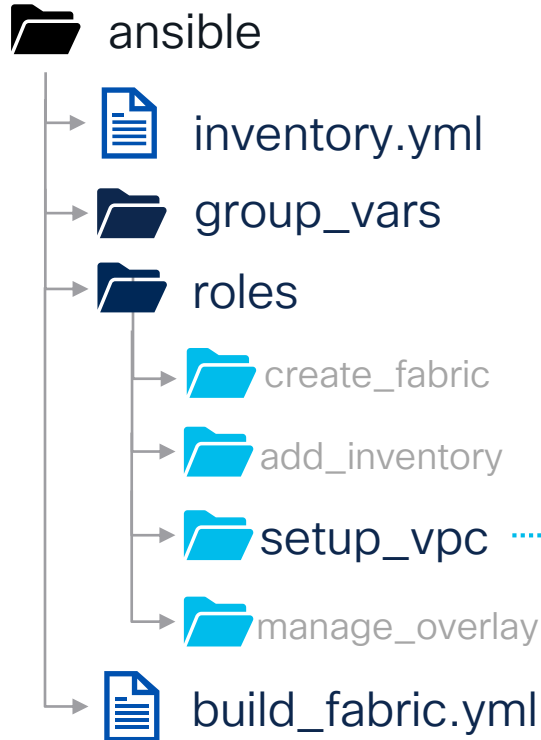 ansible
inventory.yml
group_vars
roles
create_fabric
add_inventory
setup_vpc
manage_overlay
build_fabric.yml